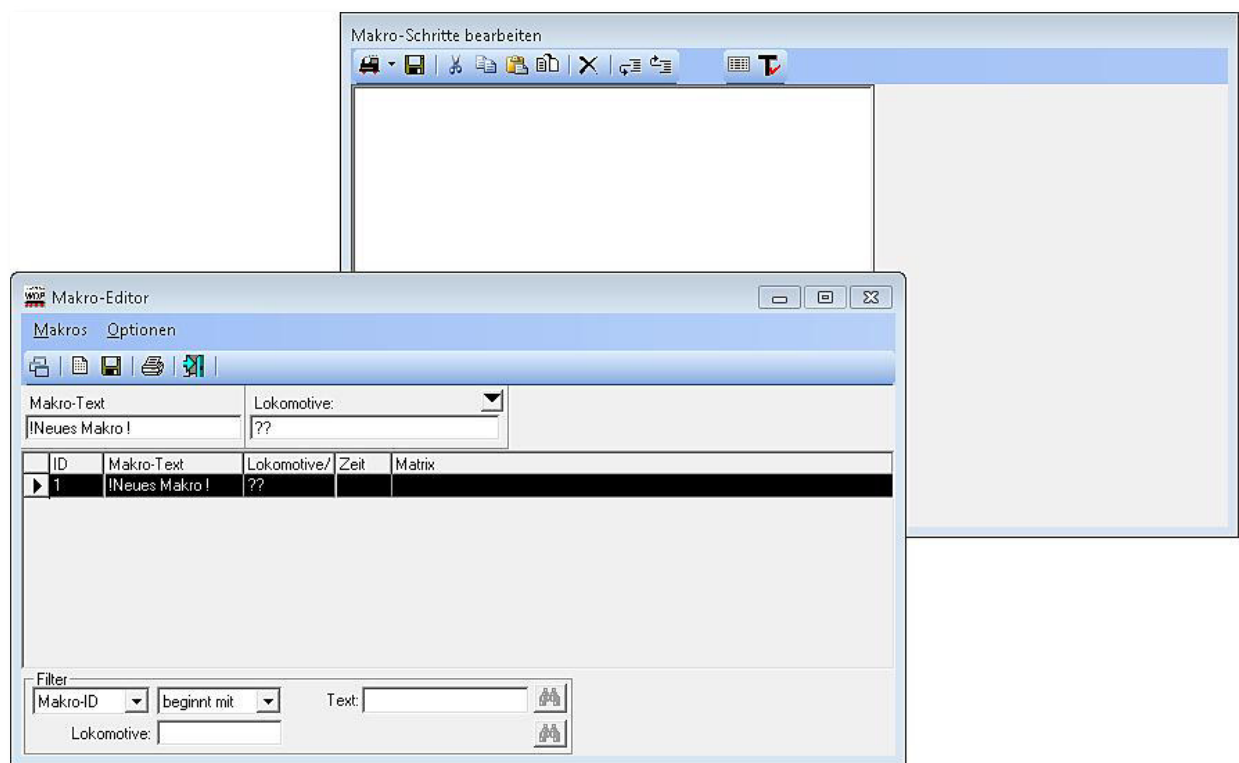 Makro-Schritte bearbeiten
WDP Makro-Editor
Makros Optionen
Makro-Text Lokomotive:
!Neues Makro ! ??
ID Makro-Text Lokomotive/ Zeit Matrix
1 !Neues Makro ! ??
Filter
Makro-ID beginnt mit Text:
Lokomotive: